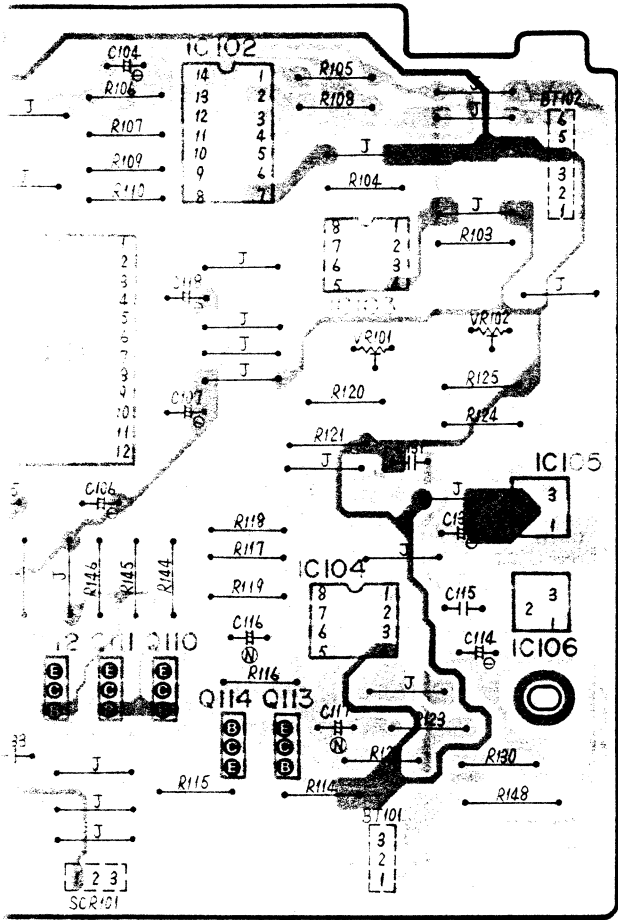 C104
IC102
R106
14 1
R105
J
13 2
R108
BT102
J
R107
12 3
J
6
11 4
5
R109
10 5
J
3
9 6
R104
2
R110
8 7
J
1
J
8 1
7 2
R103
6 3
5
1
2
3
4
5
6
7
8
9
10
11
12
J
C118
J
J
J
J
VR101
VR102
C107
R120
R125
R124
R121
J
IC105
J
3
1
C106
R118
R117
J
IC104
R146
R145
R144
J
R119
8 1
7 2
6 3
5
C115
3
2
1
C116
N
C114
IC106
Q110
R116
E
C
B
E
C
B
E
C
B
J
Q114
Q113
B
C
E
E
C
B
C117
N
R123
J
R115
R114
R130
R148
J
J
BT101
3
2
1
2 3
SCR101